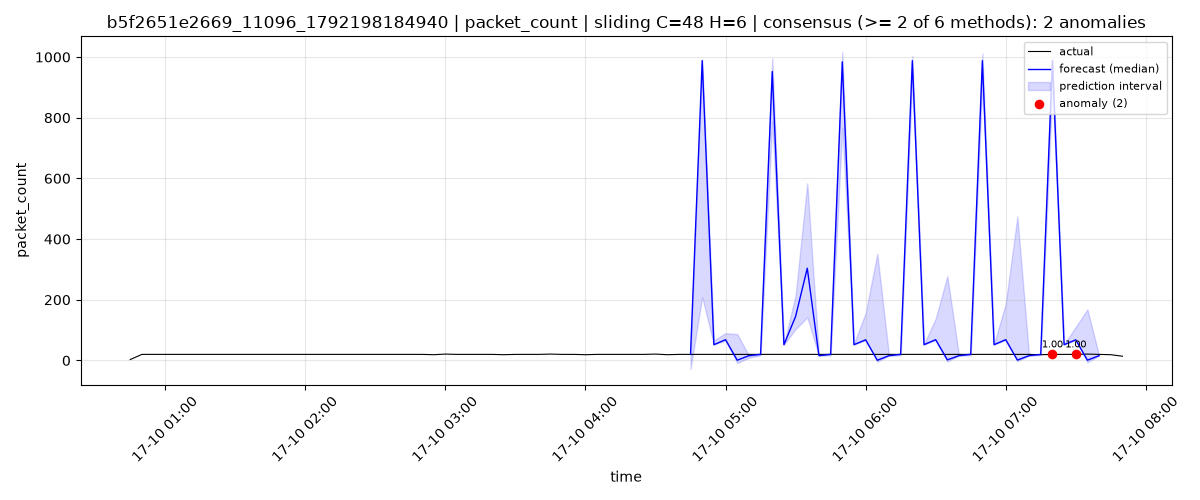 b5f2651e2669_11096_1792198184940 | packet_count | sliding C=48 H=6 | consensus (>= 2 of 6 methods): 2 anomalies
actual
forecast (median)
prediction interval
anomaly (2)
packet_count
1000
800
600
400
200
0
1.00
1.00
17-10 01:00
17-10 02:00
17-10 03:00
17-10 04:00
17-10 05:00
17-10 06:00
17-10 07:00
17-10 08:00
time